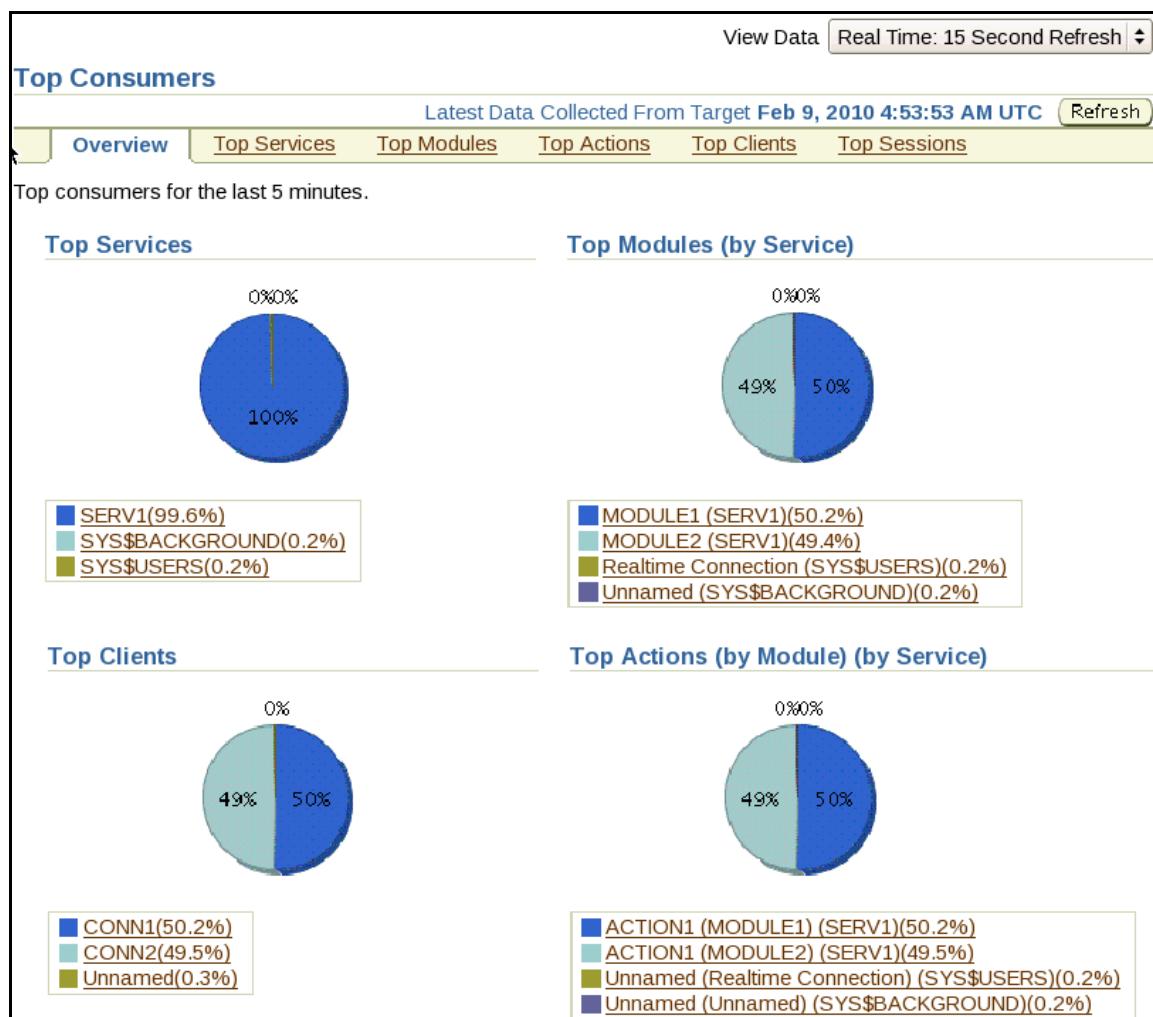 View Data Real Time: 15 Second Refresh
Top Consumers
Latest Data Collected From Target Feb 9, 2010 4:53:53 AM UTC Refresh
Overview Top Services Top Modules Top Actions Top Clients Top Sessions
Top consumers for the last 5 minutes.
Top Services
0%0%
100%
SERV1(99.6%)
SYS$BACKGROUND(0.2%)
SYS$USERS(0.2%)
Top Modules (by Service)
0%0%
49% 50%
MODULE1 (SERV1)(50.2%)
MODULE2 (SERV1)(49.4%)
Realtime Connection (SYS$USERS)(0.2%)
Unnamed (SYS$BACKGROUND)(0.2%)
Top Clients
0%
49% 50%
CONN1(50.2%)
CONN2(49.5%)
Unnamed(0.3%)
Top Actions (by Module) (by Service)
0%0%
49% 50%
ACTION1 (MODULE1) (SERV1)(50.2%)
ACTION1 (MODULE2) (SERV1)(49.5%)
Unnamed (Realtime Connection) (SYS$USERS)(0.2%)
Unnamed (Unnamed) (SYS$BACKGROUND)(0.2%)